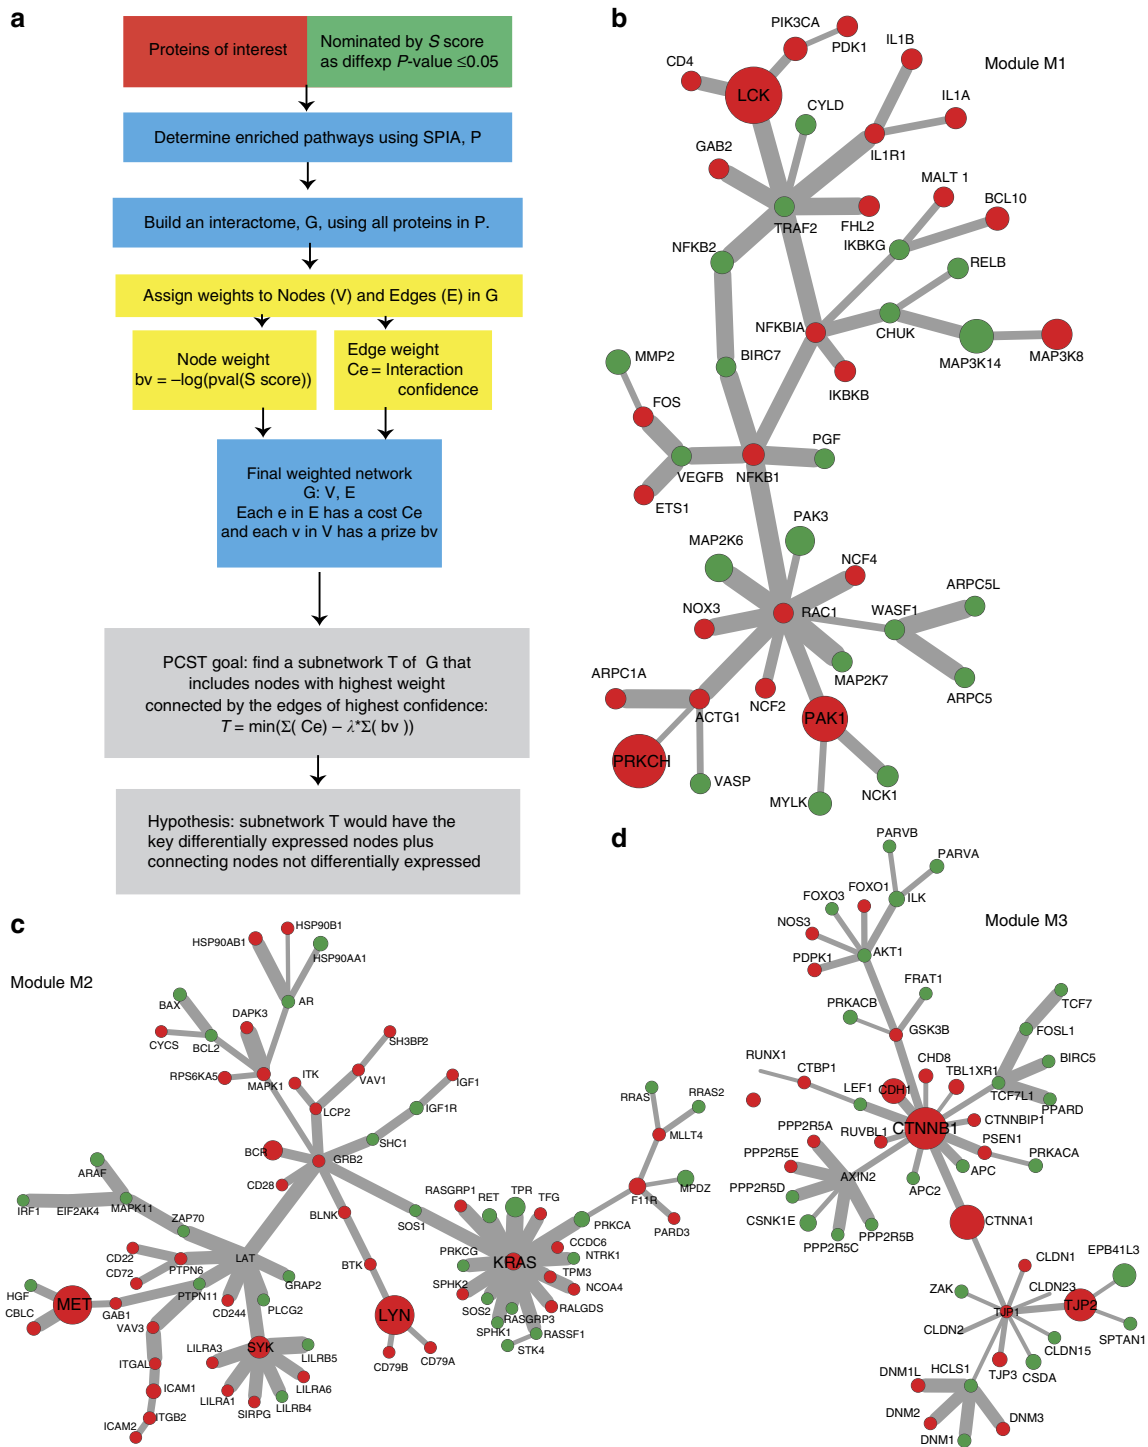 a
Proteins of interest
Nominated by S score
as diffexp P-value ≤0.05
Determine enriched pathways using SPIA, P
Build an interactome, G, using all proteins in P.
Assign weights to Nodes (V) and Edges (E) in G
Node weight
bv = –log(pval(S score))
Edge weight
Ce = Interaction
confidence
Final weighted network
G: V, E
Each e in E has a cost Ce
and each v in V has a prize bv
PCST goal: find a subnetwork T of G that
includes nodes with highest weight
connected by the edges of highest confidence:
T = min(Σ( Ce) – λ*Σ( bv ))
Hypothesis: subnetwork T would have the
key differentially expressed nodes plus
connecting nodes not differentially expressed
b
Module M1
PIK3CA
PDK1
IL1B
CD4
LCK
CYLD
IL1A
GAB2
IL1R1
MALT 1
BCL10
TRAF2
FHL2
IKBKG
NFKB2
RELB
NFKBIA
CHUK
MAP3K14
MAP3K8
MMP2
BIRC7
IKBKB
FOS
PGF
VEGFB
NFKB1
ETS1
PAK3
MAP2K6
NCF4
ARPC5L
NOX3
RAC1
WASF1
MAP2K7
ARPC5
ARPC1A
ACTG1
NCF2
PAK1
PRKCH
VASP
MYLK
NCK1
c
Module M2
HSP90B1
HSP90AB1
HSP90AA1
BAX
AR
DAPK3
CYCS
BCL2
SH3BP2
RPS6KA5
MAPK1
ITK
VAV1
IGF1
LCP2
IGF1R
RRAS
RRAS2
SHC1
MLLT4
BCR
GRB2
CD28
ARAF
F11R
MPDZ
IRF1
EIF2AK4
MAPK11
ZAP70
BLNK
SOS1
RASGRP1
RET
TPR
TFG
PRKCA
PARD3
CD22
LAT
PTPN6
CD72
BTK
PRKCG
KRAS
CCDC6
NTRK1
TPM3
PTPN11
GRAP2
SPHK2
NCOA4
HGF
MET
GAB1
CD244
PLCG2
LYN
SOS2
RASGRP3
RALGDS
CBLC
VAV3
SPHK1
RASSF1
LILRA3
SYK
LILRB5
CD79B
CD79A
STK4
ITGAL
LILRA6
ICAM1
LILRA1
SIRPG
LILRB4
ITGB2
ICAM2
d
Module M3
PARVB
PARVA
FOXO1
FOXO3
ILK
NOS3
AKT1
PDPK1
FRAT1
TCF7
PRKACB
GSK3B
FOSL1
RUNX1
CTBP1
CHD8
TBL1XR1
BIRC5
LEF1
CDH1
TCF7L1
PPARD
CTNNB1
CTNNBIP1
PPP2R5A
RUVBL1
PSEN1
PPP2R5E
APC
PRKACA
AXIN2
APC2
PPP2R5D
CSNK1E
CTNNA1
PPP2R5B
PPP2R5C
CLDN1
EPB41L3
ZAK
CLDN23
TJP1
TJP2
CLDN2
SPTAN1
CLDN15
HCLS1
TJP3
CSDA
DNM1L
DNM2
DNM3
DNM1